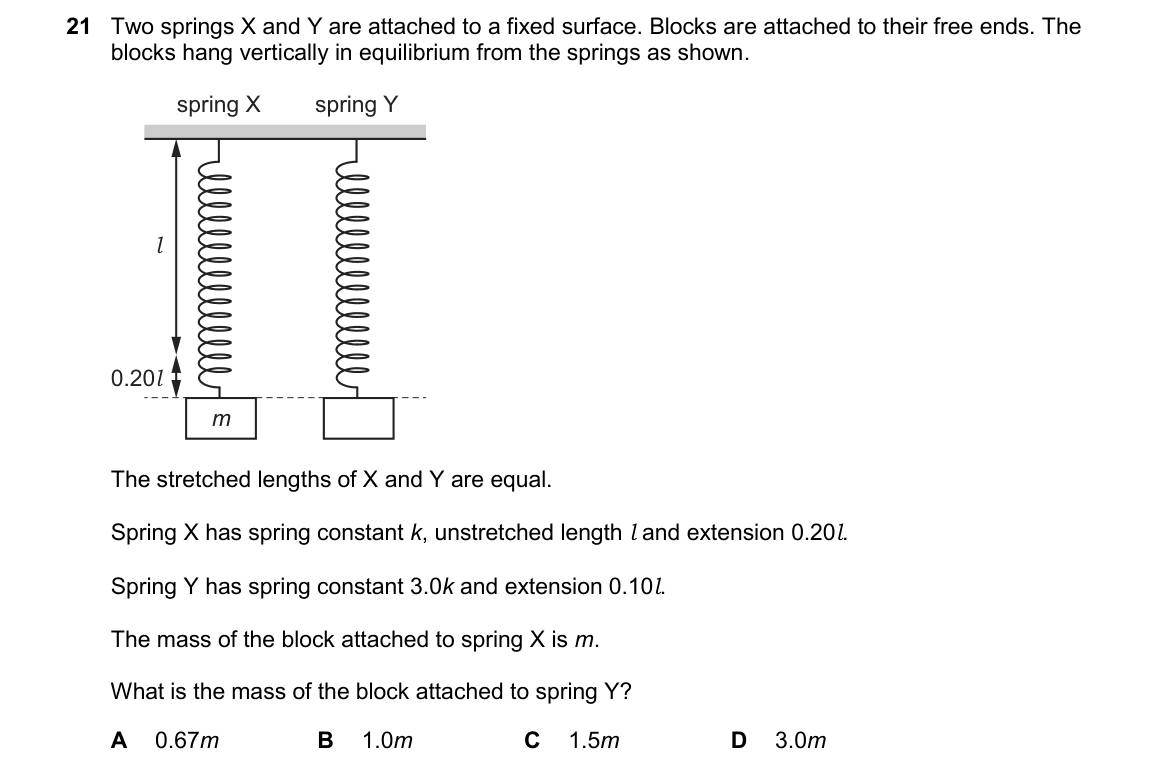 21 Two springs X and Y are attached to a fixed surface. Blocks are attached to their free ends. The
blocks hang vertically in equilibrium from the springs as shown.
spring X spring Y
l
0.20l
m
The stretched lengths of X and Y are equal.
Spring X has spring constant k, unstretched length l and extension 0.20l.
Spring Y has spring constant 3.0k and extension 0.10l.
The mass of the block attached to spring X is m.
What is the mass of the block attached to spring Y?
A 0.67m B 1.0m C 1.5m D 3.0m